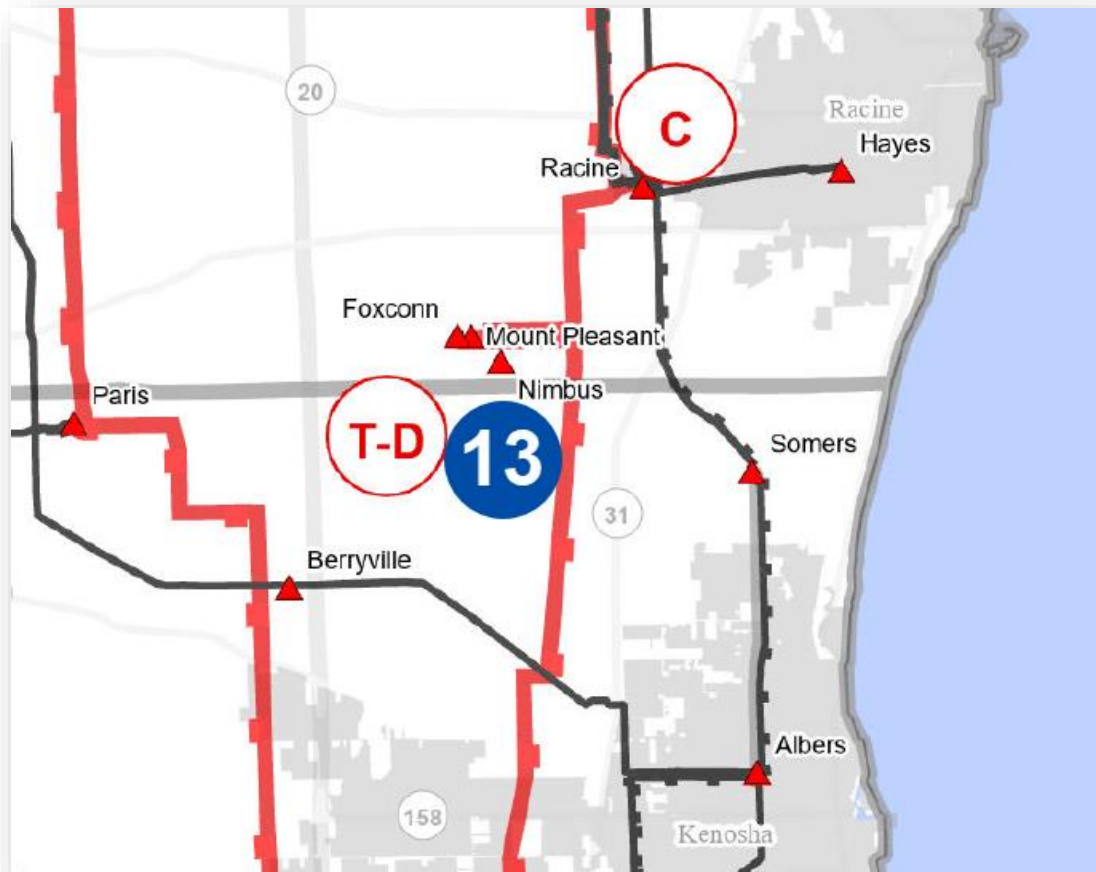 20
C
Racine
Racine
Hayes
Foxconn
Mount Pleasant
Nimbus
Paris
T-D
13
Somers
31
Berryville
Albers
158
Kenosha